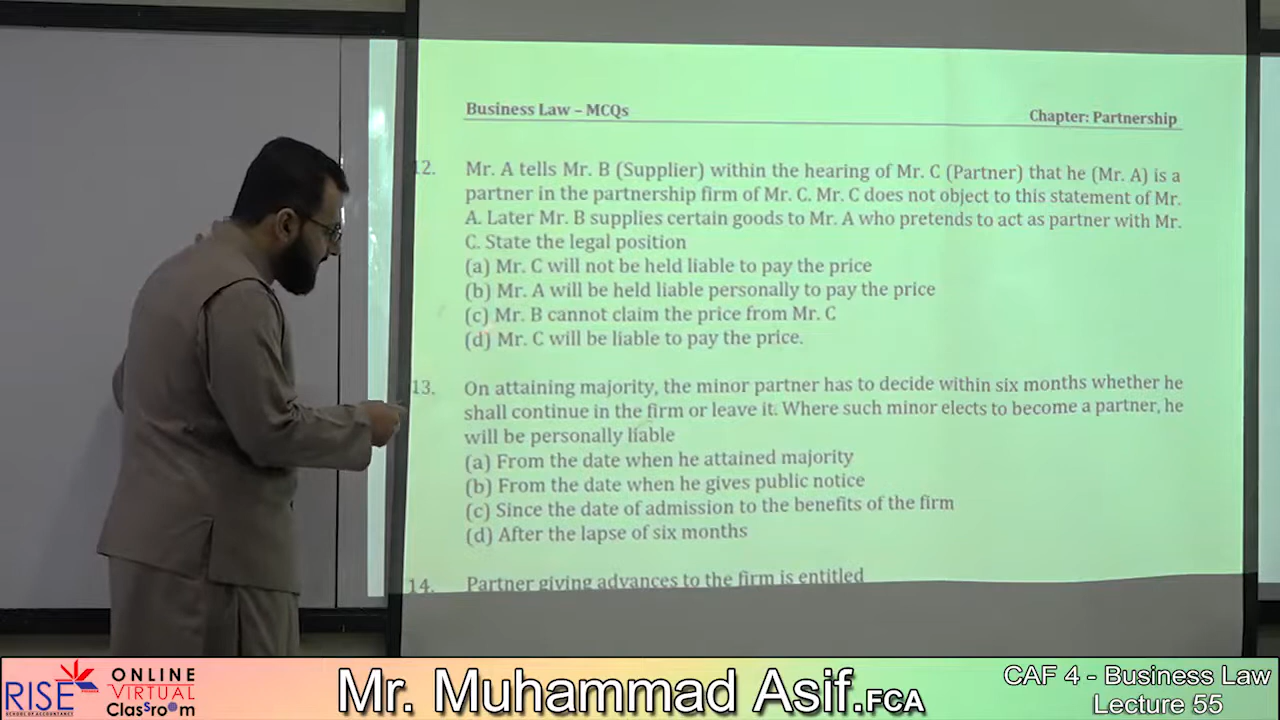 Business Law – MCQs
Chapter: Partnership
12. Mr. A tells Mr. B (Supplier) within the hearing of Mr. C (Partner) that he (Mr. A) is a
partner in the partnership firm of Mr. C. Mr. C does not object to this statement of Mr.
A. Later Mr. B supplies certain goods to Mr. A who pretends to act as partner with Mr.
C. State the legal position
(a) Mr. C will not be held liable to pay the price
(b) Mr. A will be held liable personally to pay the price
(c) Mr. B cannot claim the price from Mr. C
(d) Mr. C will be liable to pay the price.
13. On attaining majority, the minor partner has to decide within six months whether he
shall continue in the firm or leave it. Where such minor elects to become a partner, he
will be personally liable
(a) From the date when he attained majority
(b) From the date when he gives public notice
(c) Since the date of admission to the benefits of the firm
(d) After the lapse of six months
14. Partner giving advances to the firm is entitled
RISE
SCHOOL OF ACCOUNTANCY
ONLINE
VIRTUAL
ClassroOm
Mr. Muhammad Asif.FCA
CAF 4 - Business Law
Lecture 55